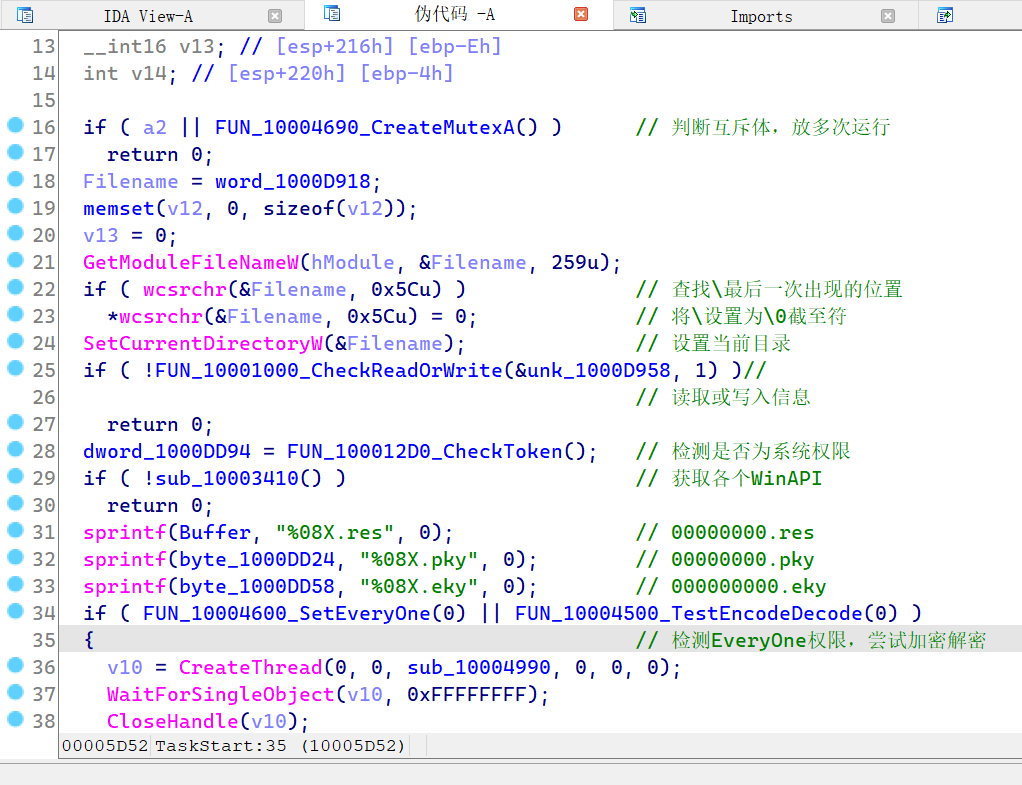 IDA View-A 伪代码 -A Imports
13 __int16 v13; // [esp+216h] [ebp-Eh]
14 int v14; // [esp+220h] [ebp-4h]
15
16 if ( a2 || FUN_10004690_CreateMutexA() ) // 判断互斥体，放多次运行
17 return 0;
18 Filename = word_1000D918;
19 memset(v12, 0, sizeof(v12));
20 v13 = 0;
21 GetModuleFileNameW(hModule, &Filename, 259u);
22 if ( wcsrchr(&Filename, 0x5Cu) ) // 查找\最后一次出现的位置
23 *wcsrchr(&Filename, 0x5Cu) = 0; // 将\设置为\0截至符
24 SetCurrentDirectoryW(&Filename); // 设置当前目录
25 if ( !FUN_10001000_CheckReadOrWrite(&unk_1000D958, 1) )//
26 // 读取或写入信息
27 return 0;
28 dword_1000DD94 = FUN_100012D0_CheckToken(); // 检测是否为系统权限
29 if ( !sub_10003410() ) // 获取各个WinAPI
30 return 0;
31 sprintf(Buffer, "%08X.res", 0); // 00000000.res
32 sprintf(byte_1000DD24, "%08X.pky", 0); // 00000000.pky
33 sprintf(byte_1000DD58, "%08X.eky", 0); // 000000000.eky
34 if ( FUN_10004600_SetEveryOne(0) || FUN_10004500_TestEncodeDecode(0) )
35 { // 检测EveryOne权限，尝试加密解密
36 v10 = CreateThread(0, 0, sub_10004990, 0, 0, 0);
37 WaitForSingleObject(v10, 0xFFFFFFFF);
38 CloseHandle(v10);
00005D52 TaskStart:35 (10005D52)